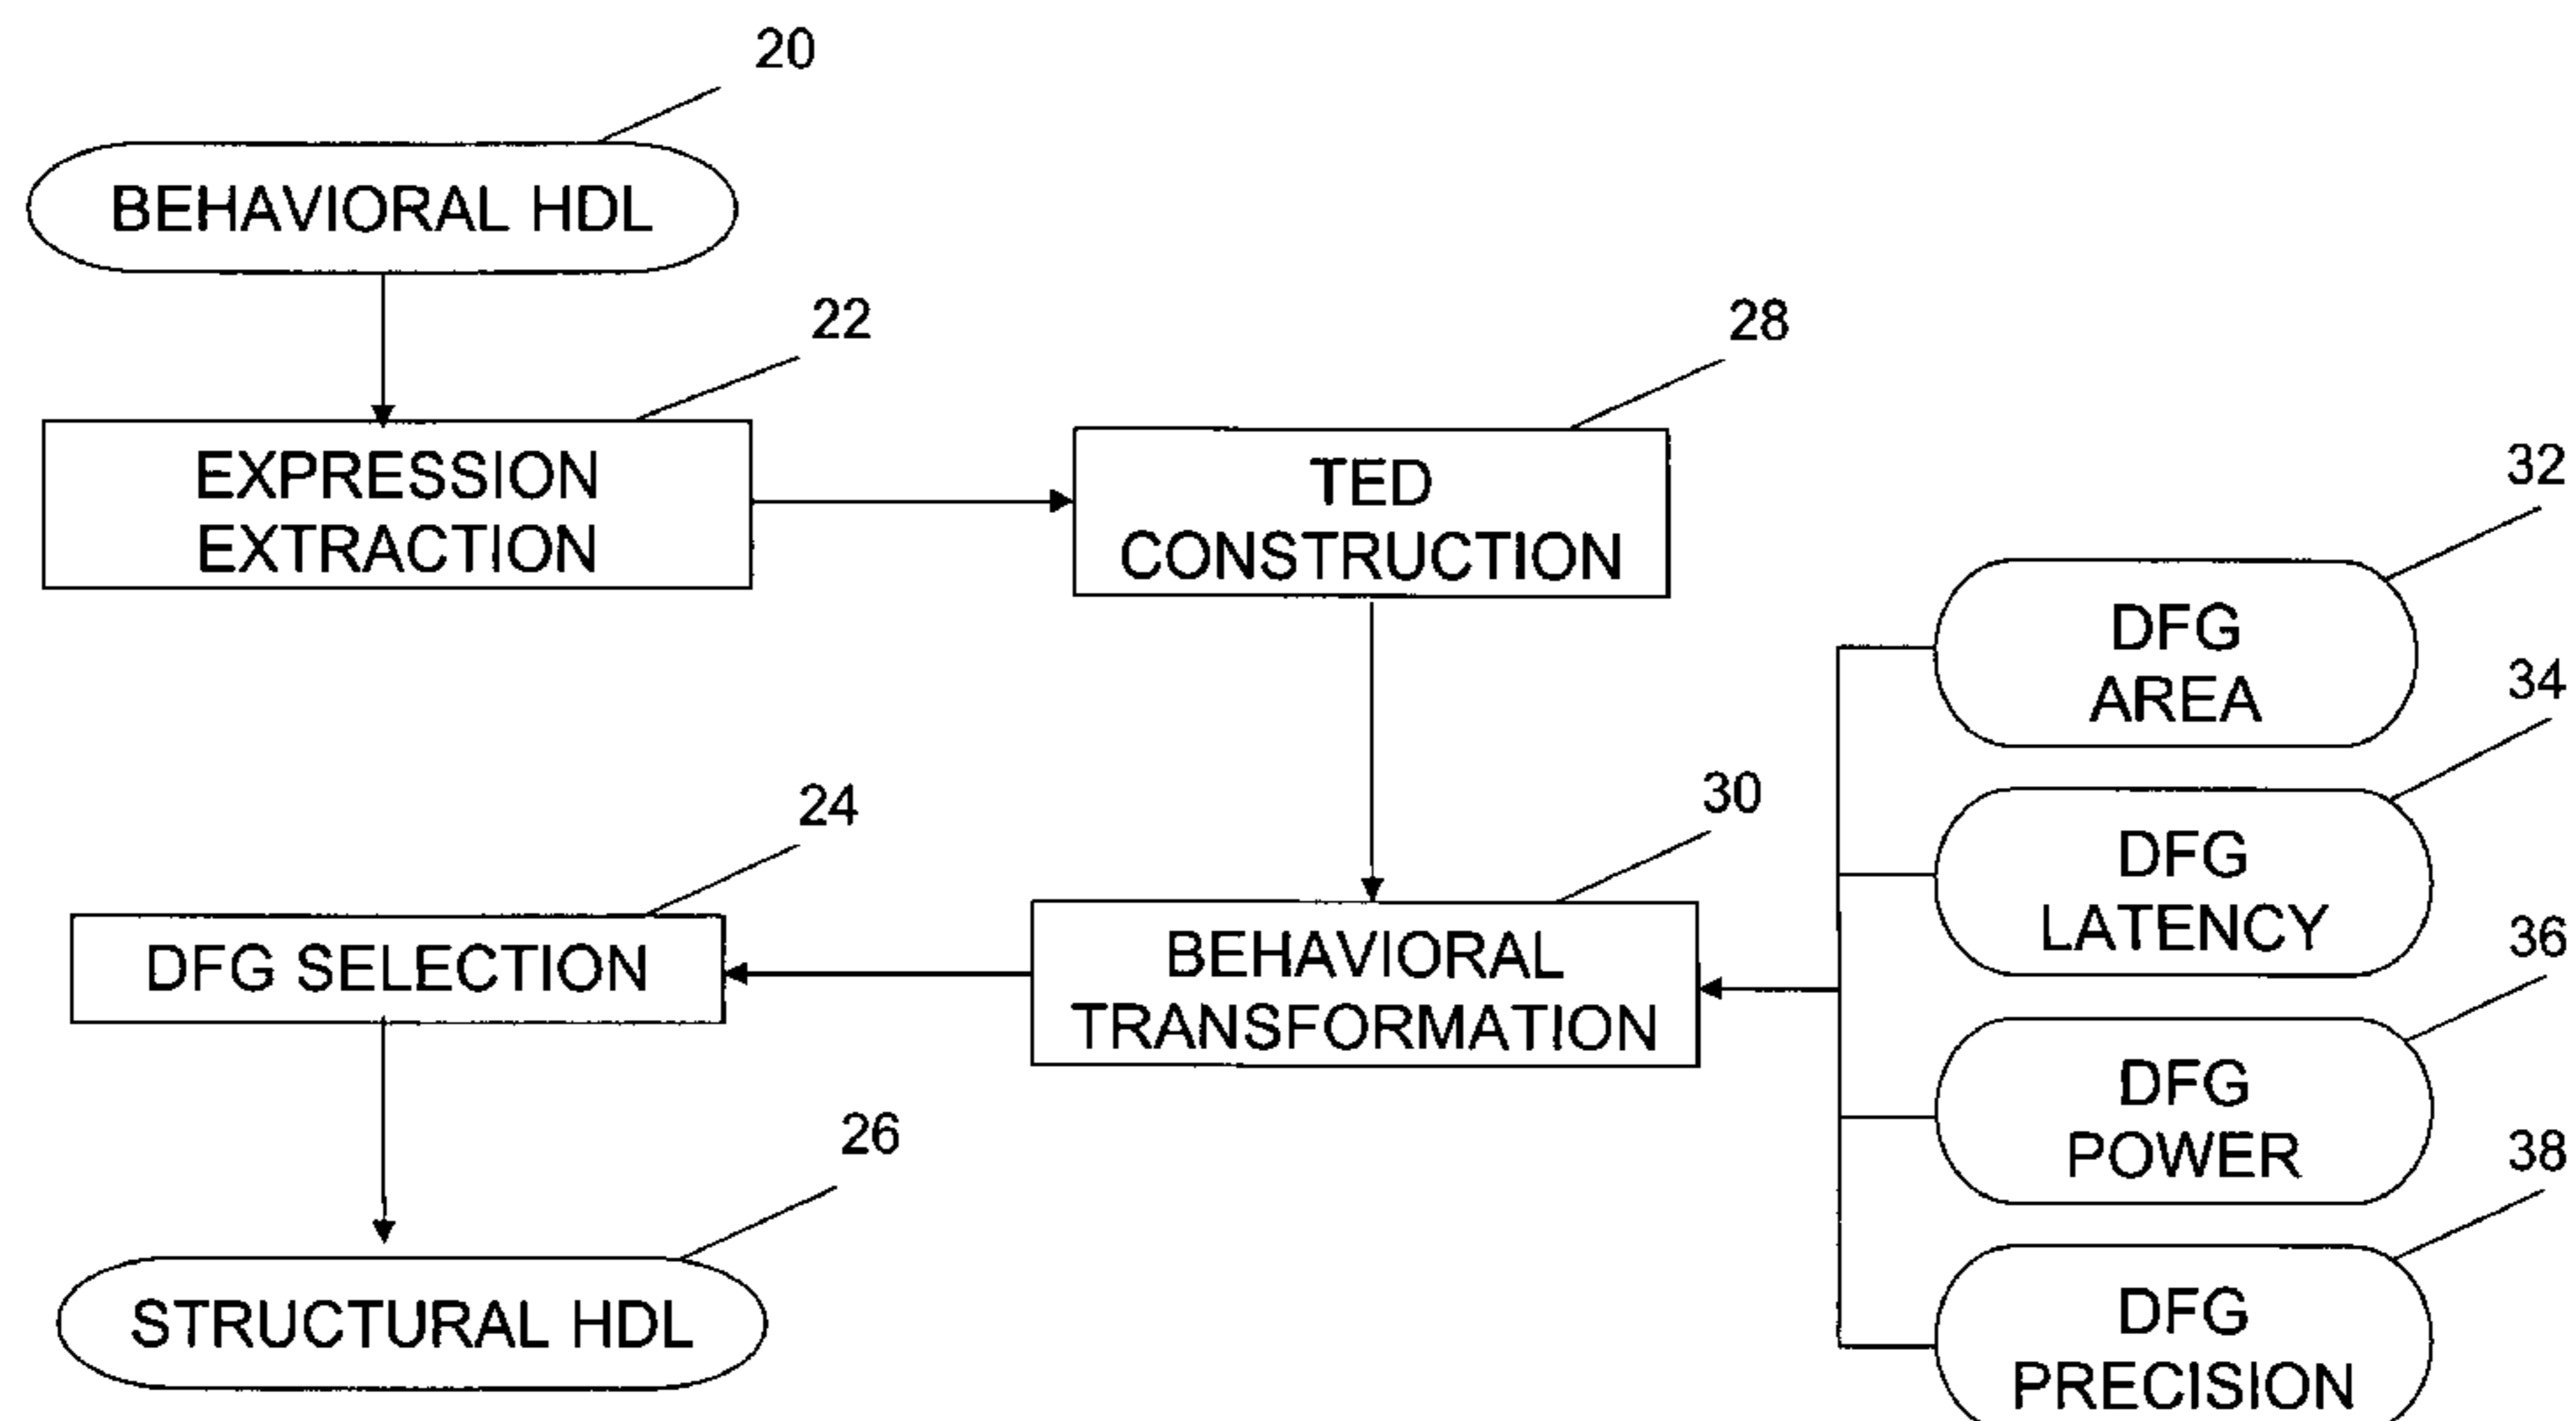 20
BEHAVIORAL HDL
22
EXPRESSION
EXTRACTION
28
TED
CONSTRUCTION
32
DFG
AREA
34
DFG
LATENCY
24
DFG SELECTION
30
BEHAVIORAL
TRANSFORMATION
36
DFG
POWER
26
STRUCTURAL HDL
38
DFG
PRECISION